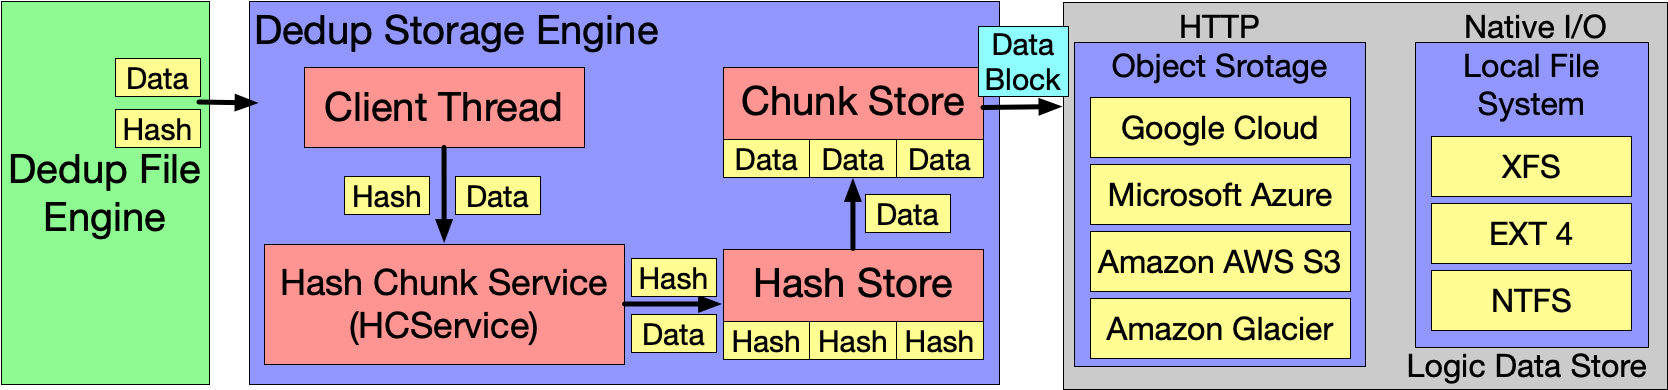 Data
Hash
Dedup File
Engine
Dedup Storage Engine
Client Thread
Hash
Data
Hash Chunk Service
(HCService)
Hash
Data
Chunk Store
Data Data Data
Data
Hash Store
Hash Hash Hash
Data
Block
HTTP
Object Srotage
Google Cloud
Microsoft Azure
Amazon AWS S3
Amazon Glacier
Native I/O
Local File
System
XFS
EXT 4
NTFS
Logic Data Store